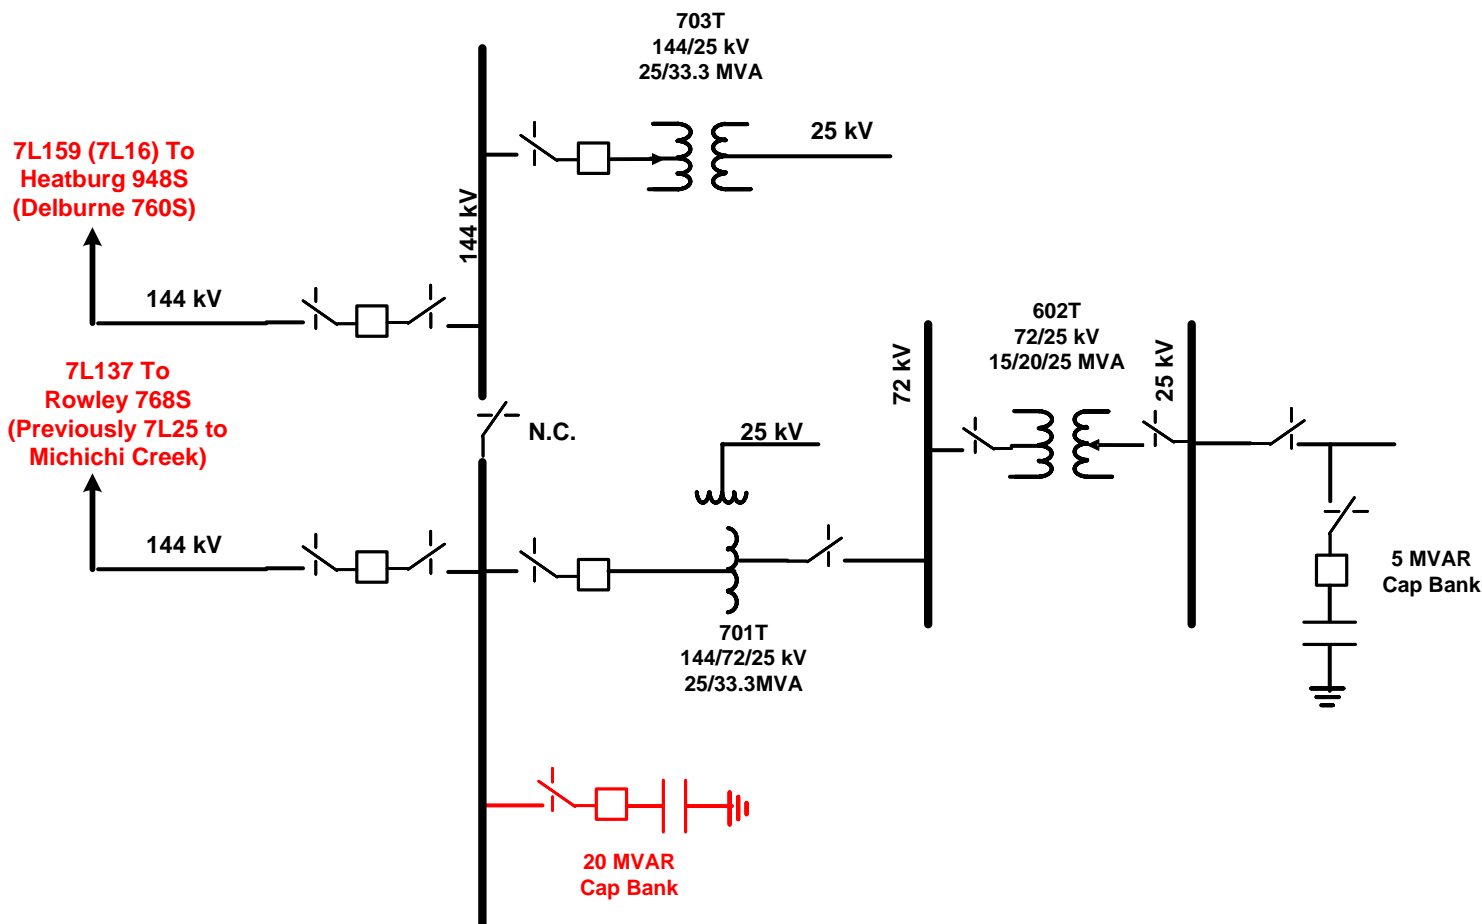 703T
144/25 kV
25/33.3 MVA
25 kV
7L159 (7L16) To
Heatburg 948S
(Delburne 760S)
144 kV
144 kV
7L137 To
Rowley 768S
(Previously 7L25 to
Michichi Creek)
144 kV
N.C.
25 kV
701T
144/72/25 kV
25/33.3MVA
72 kV
602T
72/25 kV
15/20/25 MVA
25 kV
5 MVAR
Cap Bank
20 MVAR
Cap Bank